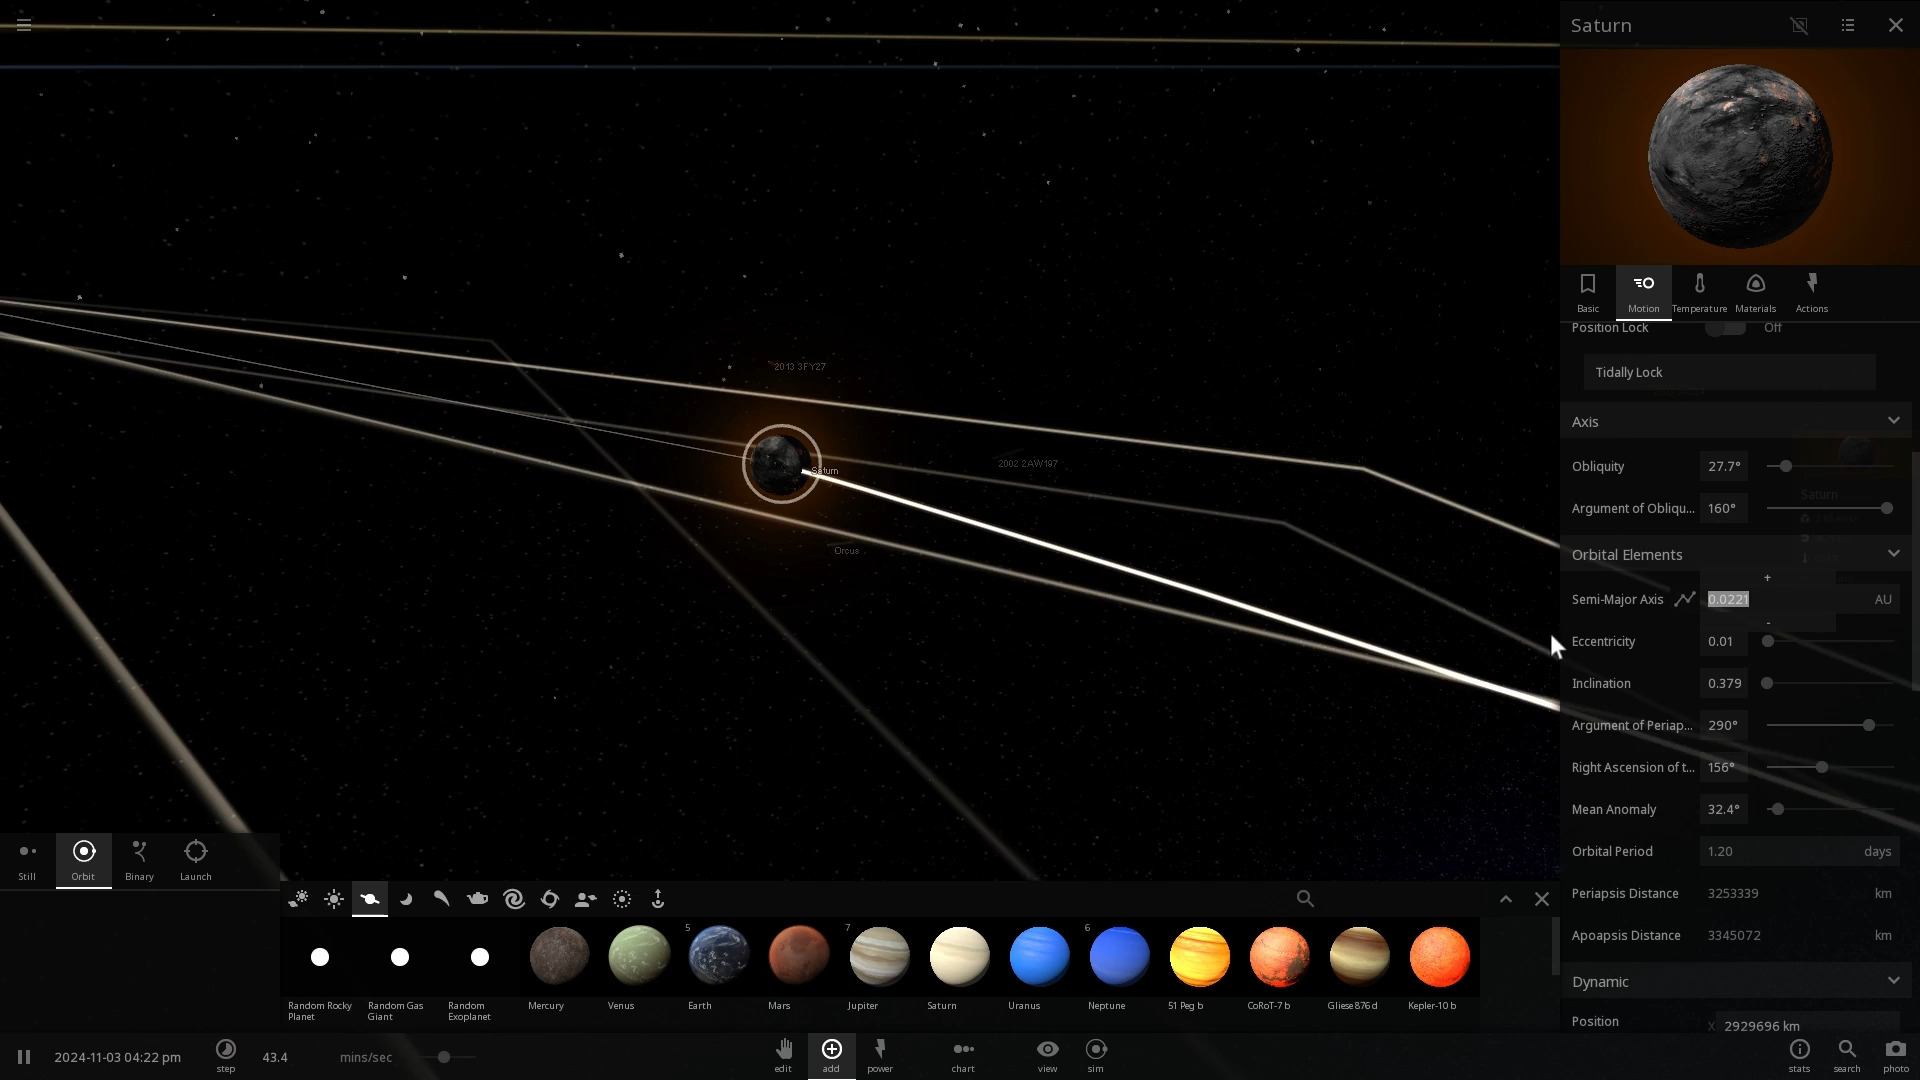 Saturn
Basic
Motion
Temperature
Materials
Actions
Position Lock
Off
Tidally Lock
Axis
Obliquity
27.7°
Argument of Obliqu...
160°
Orbital Elements
+
Semi-Major Axis
0.0221
AU
-
Eccentricity
0.01
Inclination
0.379
Argument of Periap...
290°
Right Ascension of t...
156°
Mean Anomaly
32.4°
Orbital Period
1.20
days
Periapsis Distance
3253339
km
Apoapsis Distance
3345072
km
Dynamic
Position
X
2929696 km
2013 3FY27
Saturn
2002 2AW197
Orcus
Saturn
Still
Orbit
Binary
Launch
5
7
6
Random Rocky
Planet
Random Gas
Giant
Random
Exoplanet
Mercury
Venus
Earth
Mars
Jupiter
Saturn
Uranus
Neptune
51 Peg b
CoRoT-7 b
Gliese 876 d
Kepler-10 b
2024-11-03 04:22 pm
step
43.4
mins/sec
edit
add
power
chart
view
sim
stats
search
photo